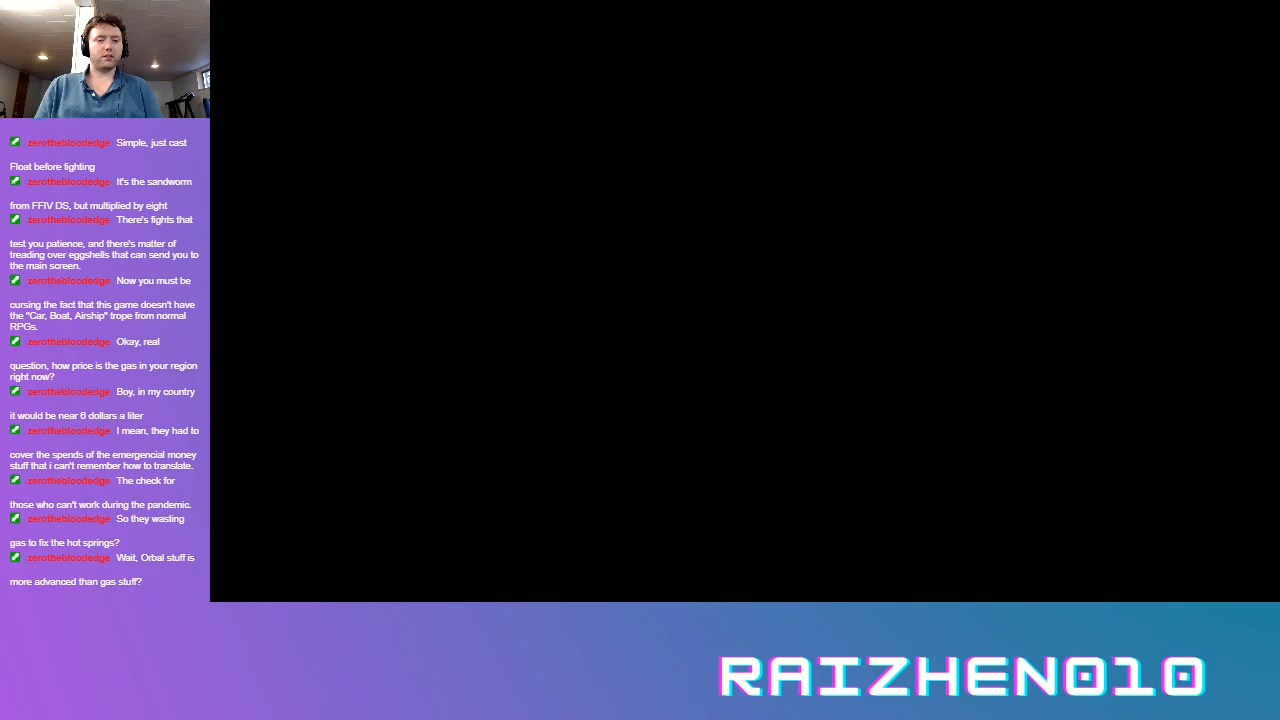 zerothebloodedge Simple, just cast
Float before fighting
zerothebloodedge It's the sandworm
from FFIV DS, but multiplied by eight
zerothebloodedge There's fights that
test you patience, and there's matter of
treading over eggshells that can send you to
the main screen.
zerothebloodedge Now you must be
cursing the fact that this game doesn't have
the "Car, Boat, Airship" trope from normal
RPGs.
zerothebloodedge Okay, real
question, how price is the gas in your region
right now?
zerothebloodedge Boy, in my country
it would be near 6 dollars a liter
zerothebloodedge I mean, they had to
cover the spends of the emergencial money
stuff that i can't remember how to translate.
zerothebloodedge The check for
those who can't work during the pandemic.
zerothebloodedge So they wasting
gas to fix the hot springs?
zerothebloodedge Wait, Orbal stuff is
more advanced than gas stuff?
RAIZHEN010